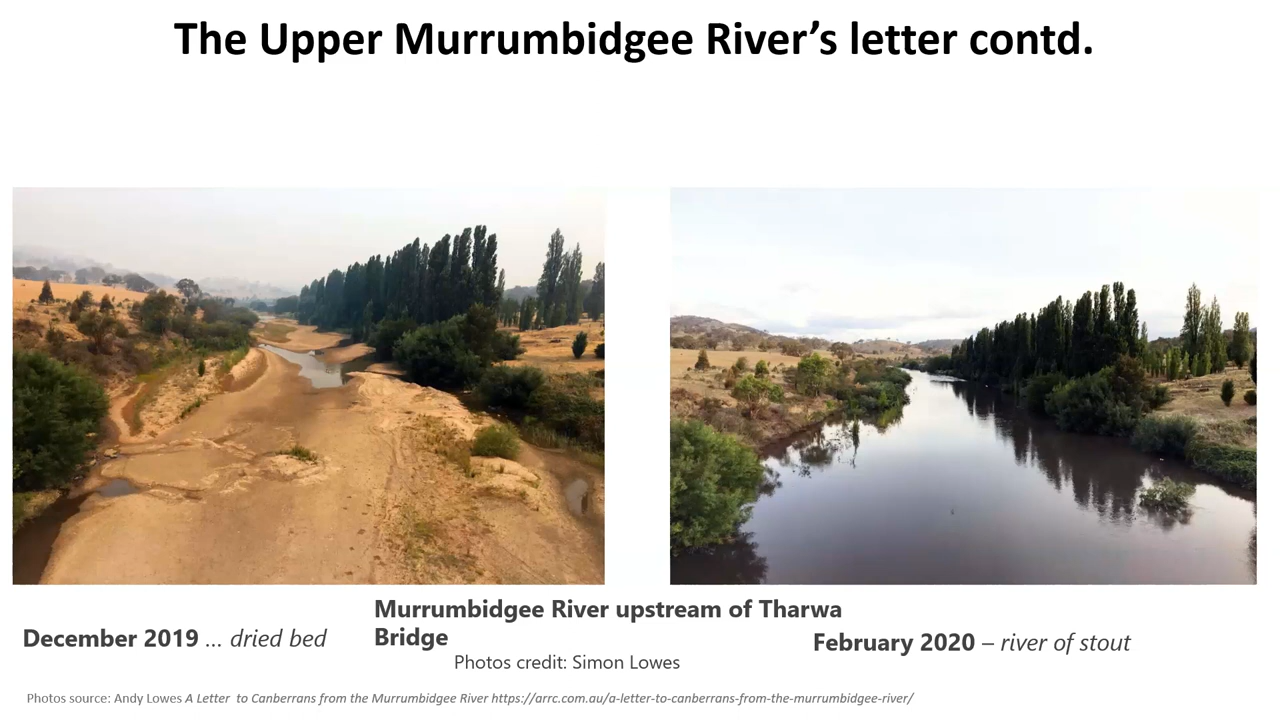 The Upper Murrumbidgee River’s letter contd.
Murrumbidgee River upstream of Tharwa
Bridge
December 2019 ... dried bed
February 2020 – river of stout
Photos credit: Simon Lowes
Photos source: Andy Lowes A Letter to Canberrans from the Murrumbidgee River https://arrc.com.au/a-letter-to-canberrans-from-the-murrumbidgee-river/